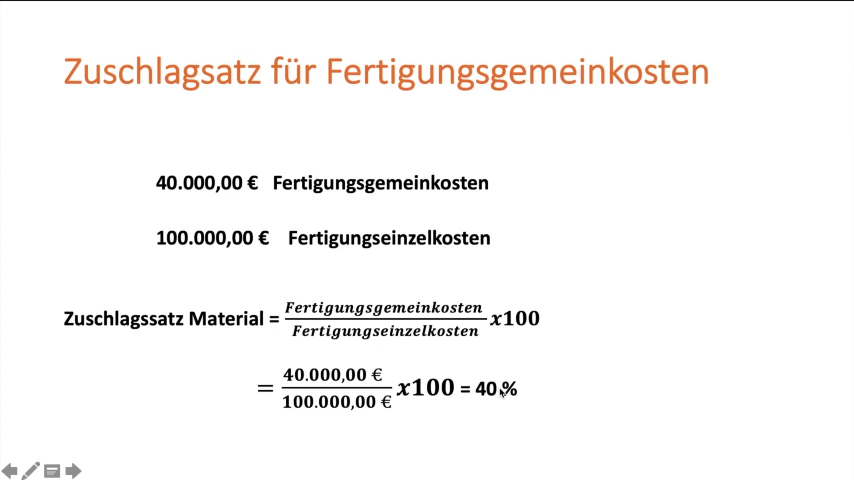 Zuschlagsatz für Fertigungsgemeinkosten
40.000,00 € Fertigungsgemeinkosten
100.000,00 € Fertigungseinzelkosten
Zuschlagssatz Material = Fertigungsgemeinkosten / Fertigungseinzelkosten x100
= 40.000,00 € / 100.000,00 € x100 = 40 %